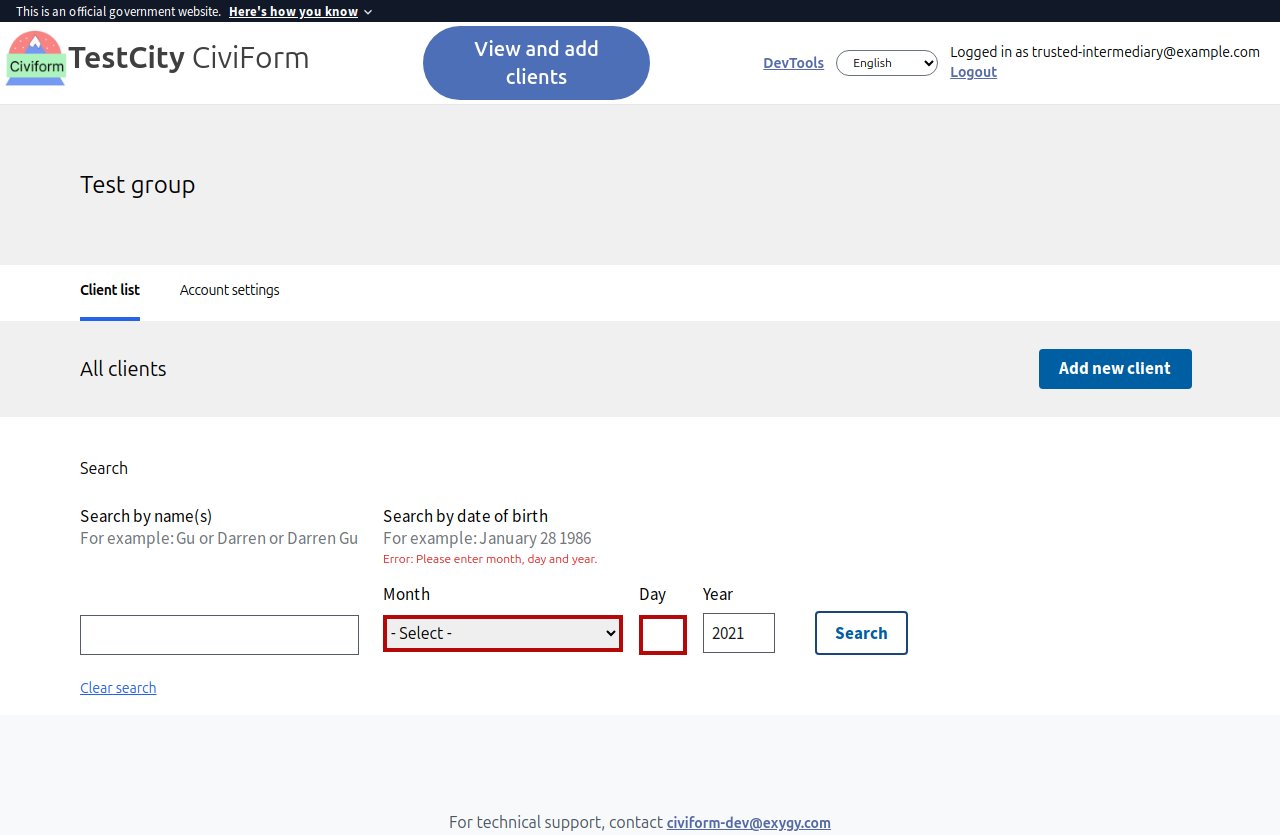 This is an official government website. Here's how you know
Civiform
TestCity CiviForm
View and add
clients
DevTools
English
Logged in as trusted-intermediary@example.com
Logout
Test group
Client list
Account settings
All clients
Add new client
Search
Search by name(s)
For example: Gu or Darren or Darren Gu
Search by date of birth
For example: January 28 1986
Error: Please enter month, day and year.
Month
Day
Year
- Select -
2021
Search
Clear search
For technical support, contact civiform-dev@exygy.com